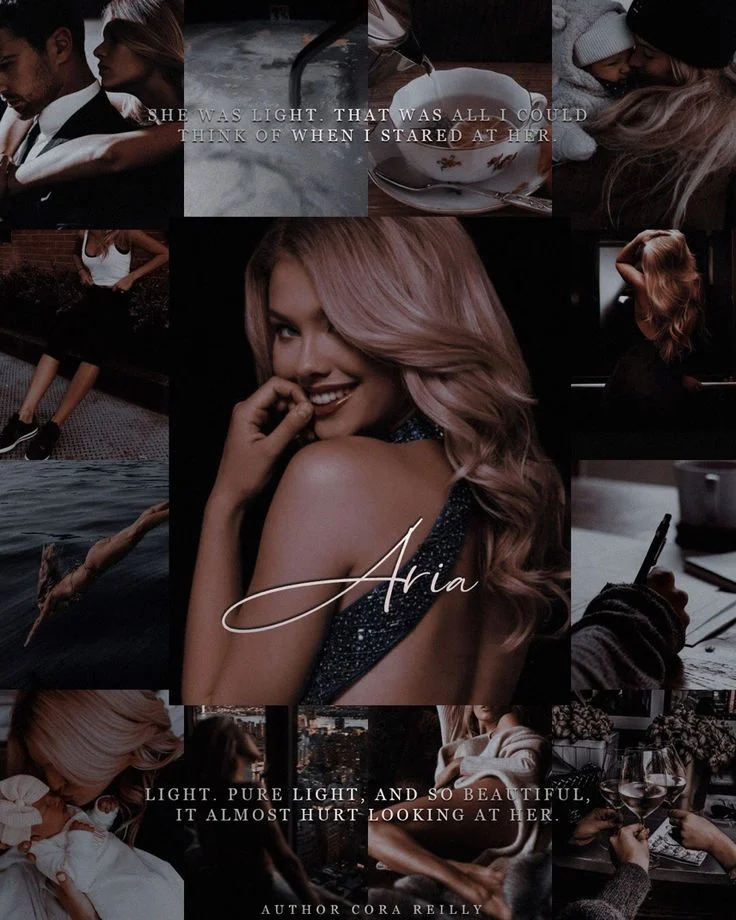 SHE WAS LIGHT. THAT WAS ALL I COULD
THINK OF WHEN I STARED AT HER.
Aria
LIGHT. PURE LIGHT, AND SO BEAUTIFUL,
IT ALMOST HURT LOOKING AT HER.
AUTHOR CORA REILLY